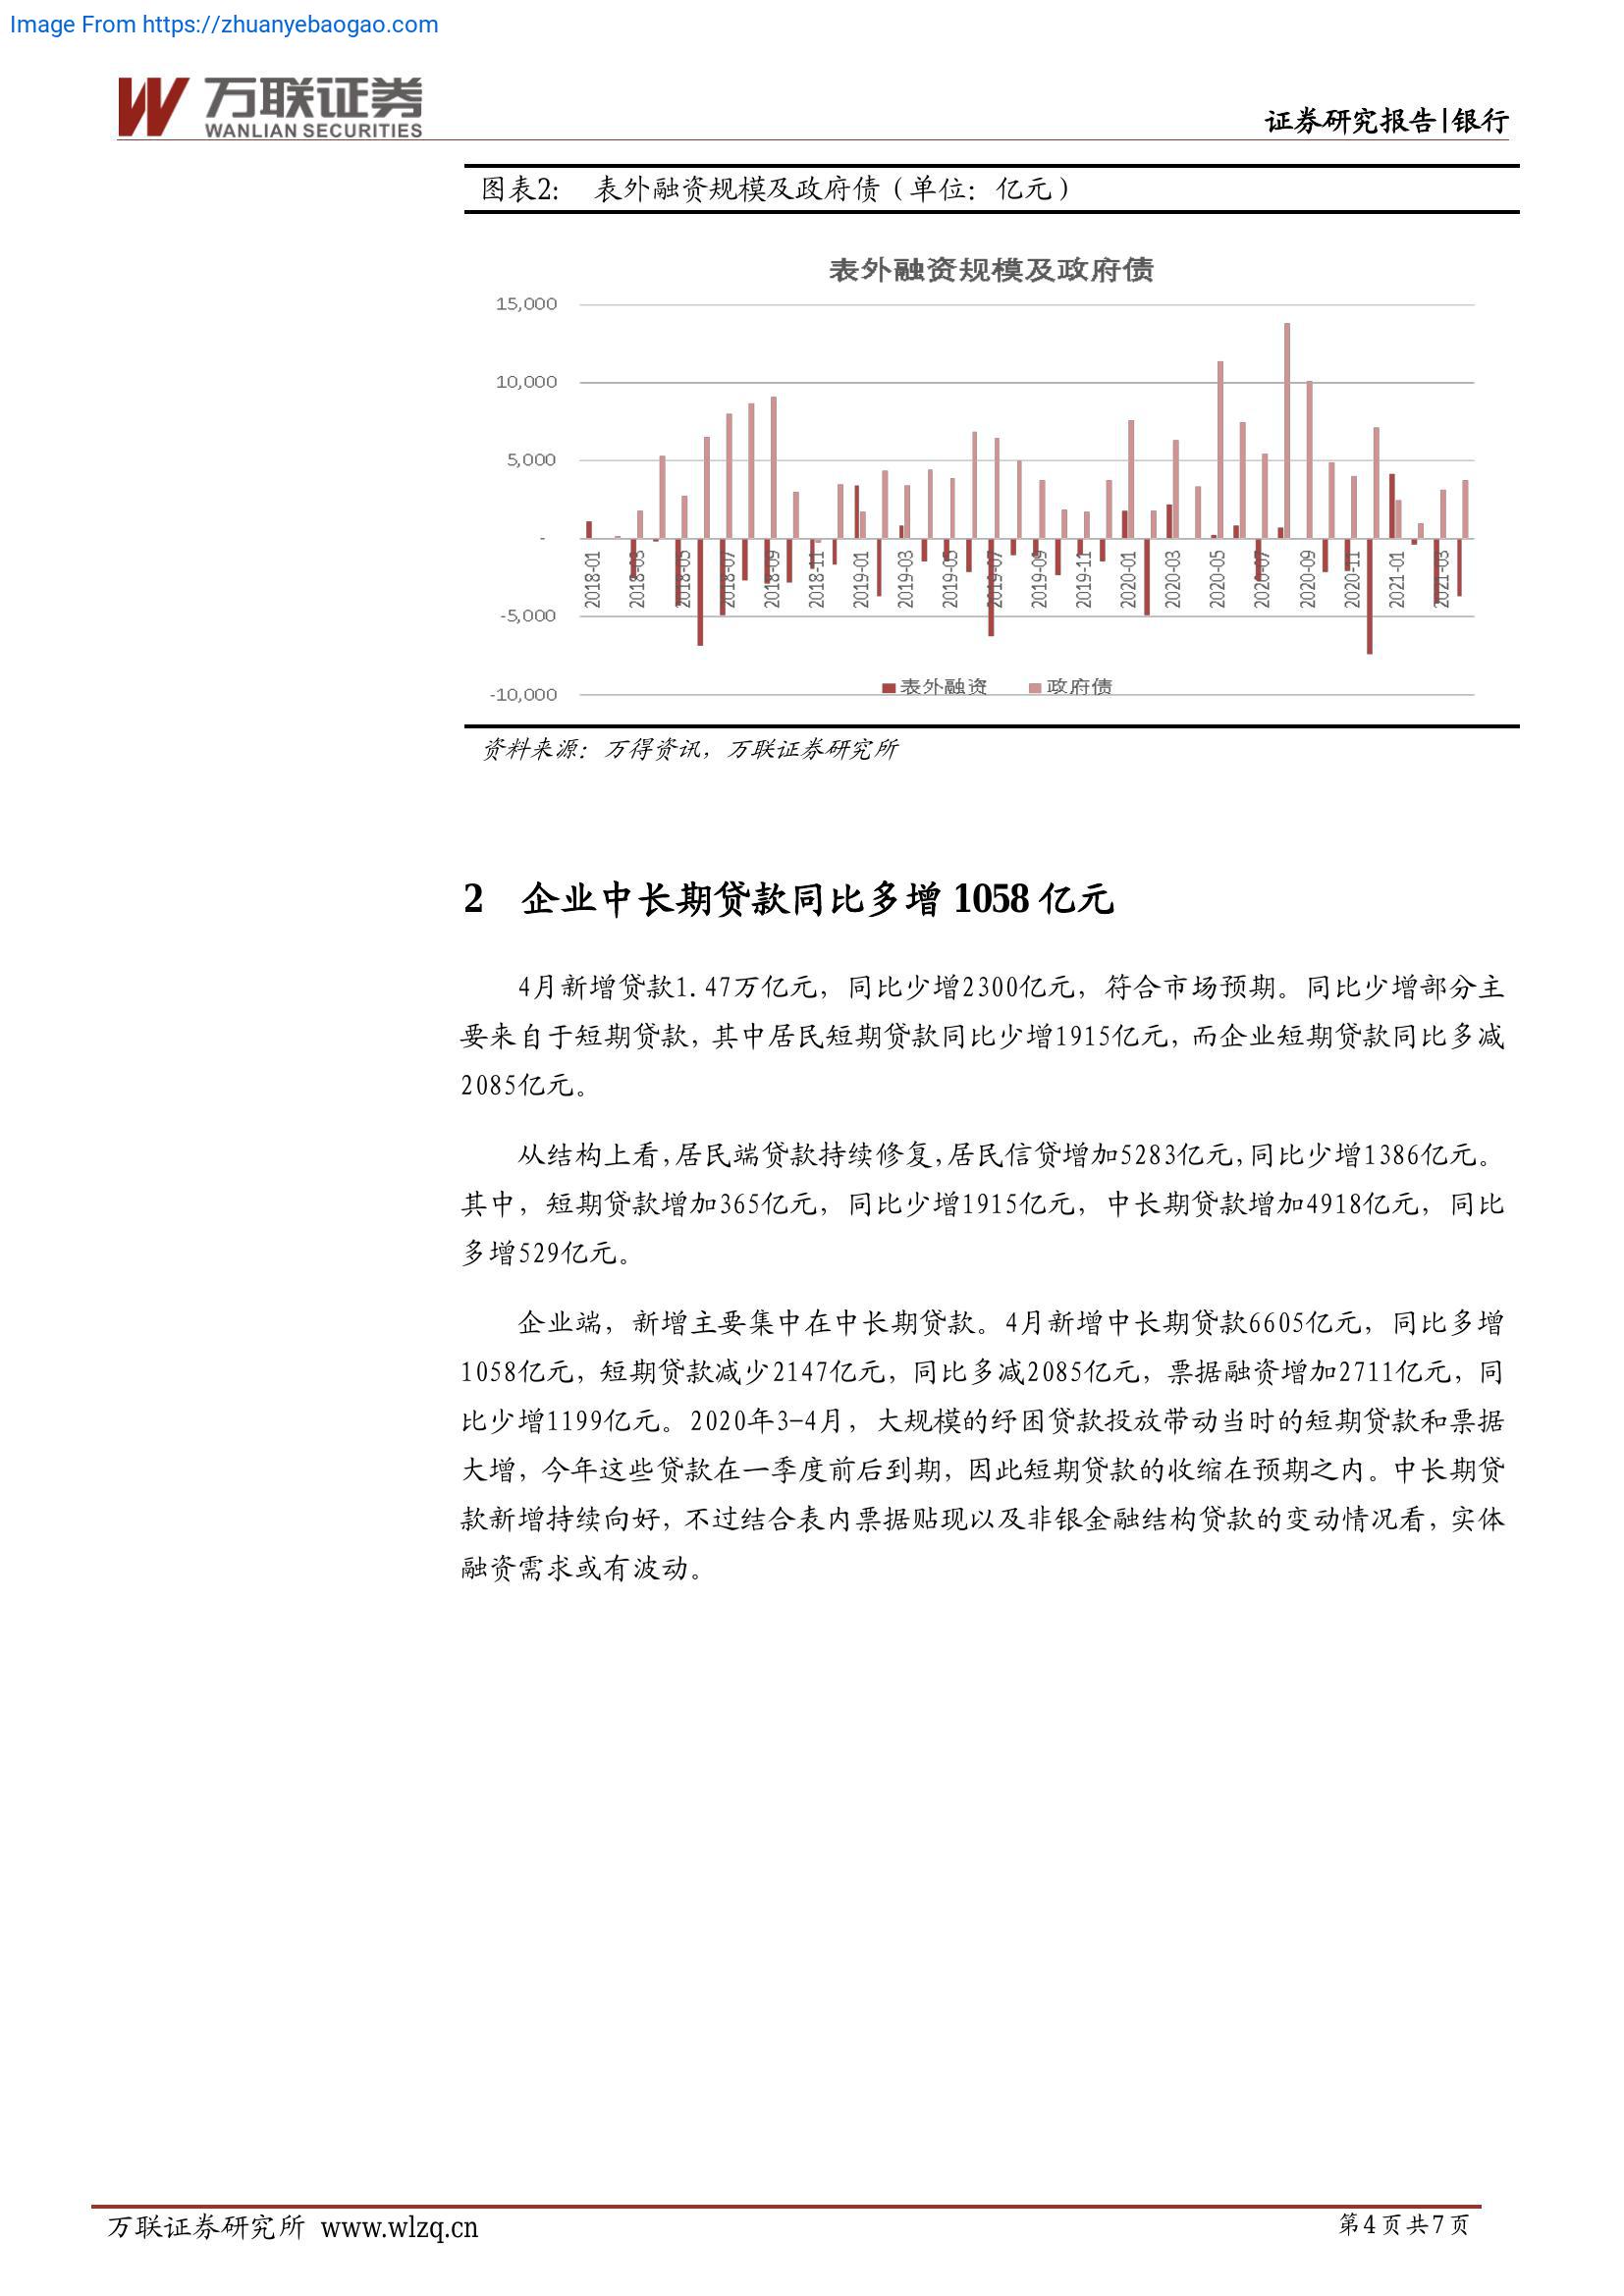 Image From https://zhuanyebaogao.com
万联证券
WANLIAN SECURITIES
证券研究报告|银行
图表2: 表外融资规模及政府债（单位：亿元）
表外融资规模及政府债
15,000
10,000
5,000
-
-5,000
-10,000
2018-01
2018-03
2018-05
2018-07
2018-09
2018-11
2019-01
2019-03
2019-05
2019-07
2019-09
2019-11
2020-01
2020-03
2020-05
2020-07
2020-09
2020-11
2021-01
2021-03
表外融资 政府债
资料来源：万得资讯，万联证券研究所
2 企业中长期贷款同比多增 1058 亿元
4月新增贷款1.47万亿元，同比少增2300亿元，符合市场预期。同比少增部分主
要来自于短期贷款，其中居民短期贷款同比少增1915亿元，而企业短期贷款同比多减
2085亿元。
从结构上看，居民端贷款持续修复，居民信贷增加5283亿元，同比少增1386亿元。
其中，短期贷款增加365亿元，同比少增1915亿元，中长期贷款增加4918亿元，同比
多增529亿元。
企业端，新增主要集中在中长期贷款。4月新增中长期贷款6605亿元，同比多增
1058亿元，短期贷款减少2147亿元，同比多减2085亿元，票据融资增加2711亿元，同
比少增1199亿元。2020年3-4月，大规模的纾困贷款投放带动当时的短期贷款和票据
大增，今年这些贷款在一季度前后到期，因此短期贷款的收缩在预期之内。中长期贷
款新增持续向好，不过结合表内票据贴现以及非银金融结构贷款的变动情况看，实体
融资需求或有波动。
万联证券研究所 www.wlzq.cn
第4页共7页